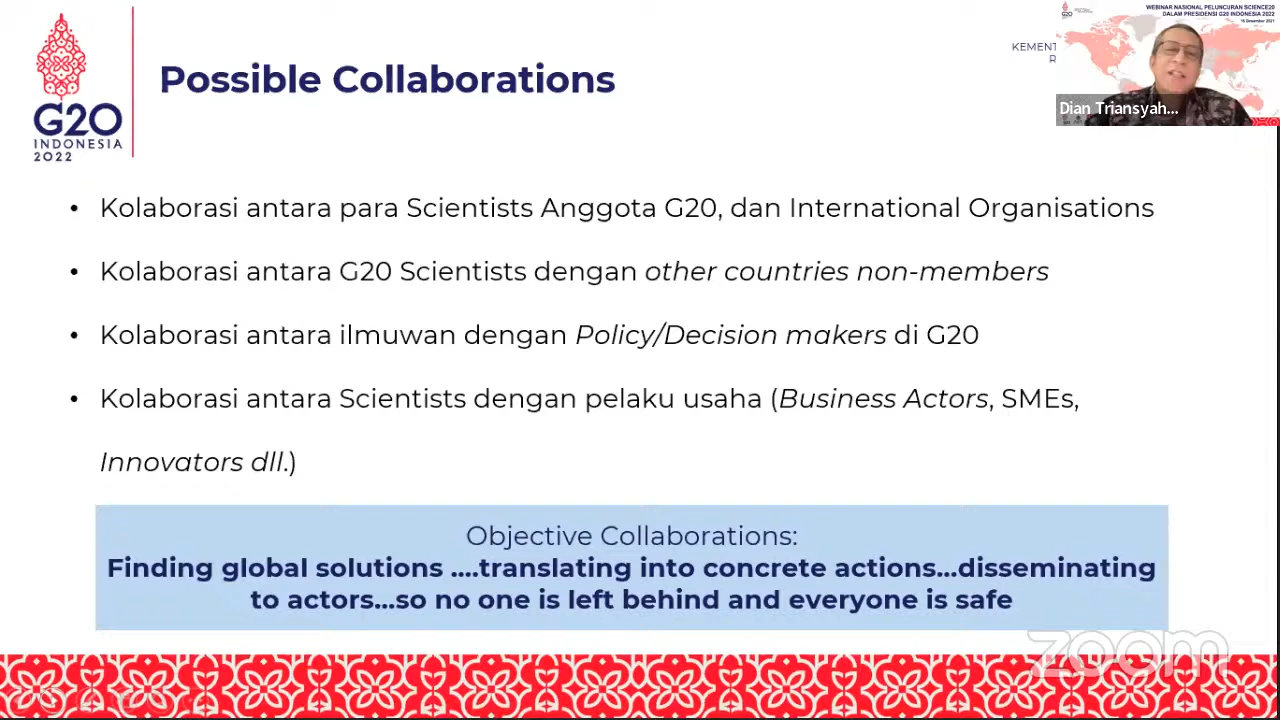 G20
INDONESIA
2022
Possible Collaborations
KEMENT
R
WEBINAR NASIONAL PELUNCURAN SCIENCE20
DALAM PRESIDENSI G20 INDONESIA 2022
Dian Triansyah...
• Kolaborasi antara para Scientists Anggota G20, dan International Organisations
• Kolaborasi antara G20 Scientists dengan other countries non-members
• Kolaborasi antara ilmuwan dengan Policy/Decision makers di G20
• Kolaborasi antara Scientists dengan pelaku usaha (Business Actors, SMEs,
Innovators dll.)
Objective Collaborations:
Finding global solutions ....translating into concrete actions...disseminating
to actors...so no one is left behind and everyone is safe
zoom